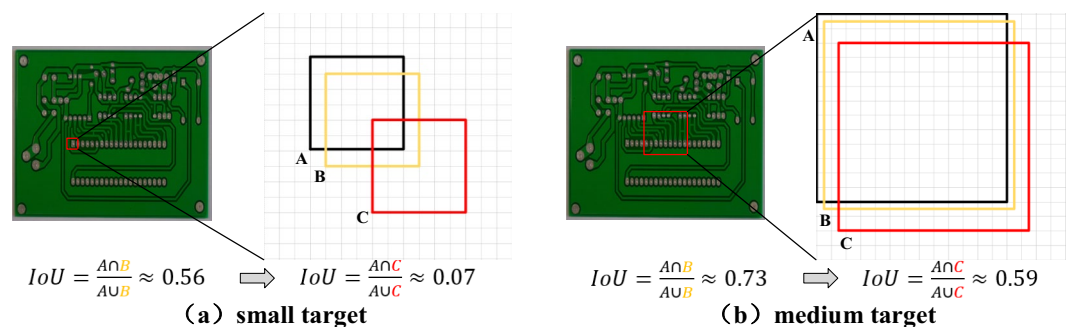 A
B
C
IoU = A∩B / A∪B ≈ 0.56
IoU = A∩C / A∪C ≈ 0.07
(a) small target
A
B
C
IoU = A∩B / A∪B ≈ 0.73
IoU = A∩C / A∪C ≈ 0.59
(b) medium target